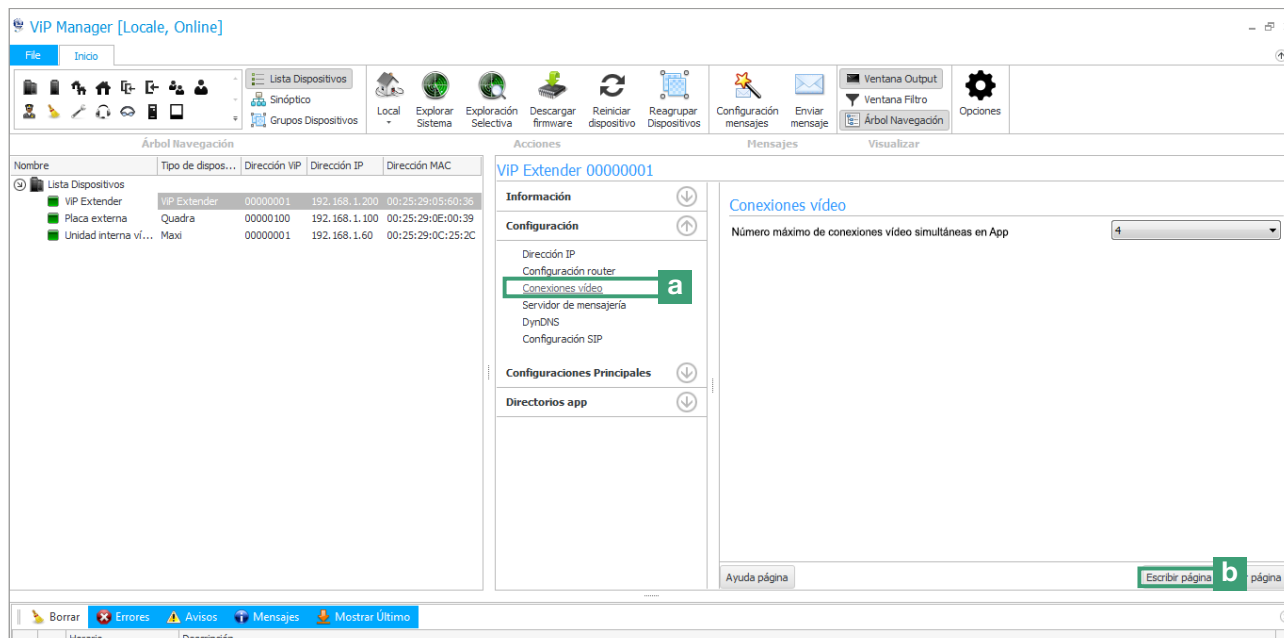 ViP Manager [Locale, Online]
File Inicio
Lista Dispositivos
Sinóptico
Grupos Dispositivos
Local
Explorar Sistema
Exploración Selectiva
Descargar firmware
Reiniciar dispositivo
Reagrupar Dispositivos
Configuración mensajes
Enviar mensaje
Ventana Output
Ventana Filtro
Árbol Navegación
Opciones
Árbol Navegación Acciones Mensajes Visualizar
Nombre Tipo de dispos... Dirección ViP Dirección IP Dirección MAC
Lista Dispositivos
ViP Extender ViP Extender 00000001 192.168.1.200 00:25:29:05:60:36
Placa externa Quadra 00000100 192.168.1.100 00:25:29:0E:00:39
Unidad interna ví... Maxi 00000001 192.168.1.60 00:25:29:0C:25:2C
ViP Extender 00000001
Información
Configuración
Dirección IP
Configuración router
Conexiones vídeo
a
Servidor de mensajería
DynDNS
Configuración SIP
Configuraciones Principales
Directorios app
Conexiones vídeo
Número máximo de conexiones vídeo simultáneas en App 4
Ayuda página
Escribir página
b
página
Borrar Errores Avisos Mensajes Mostrar Último
Horario Descripción